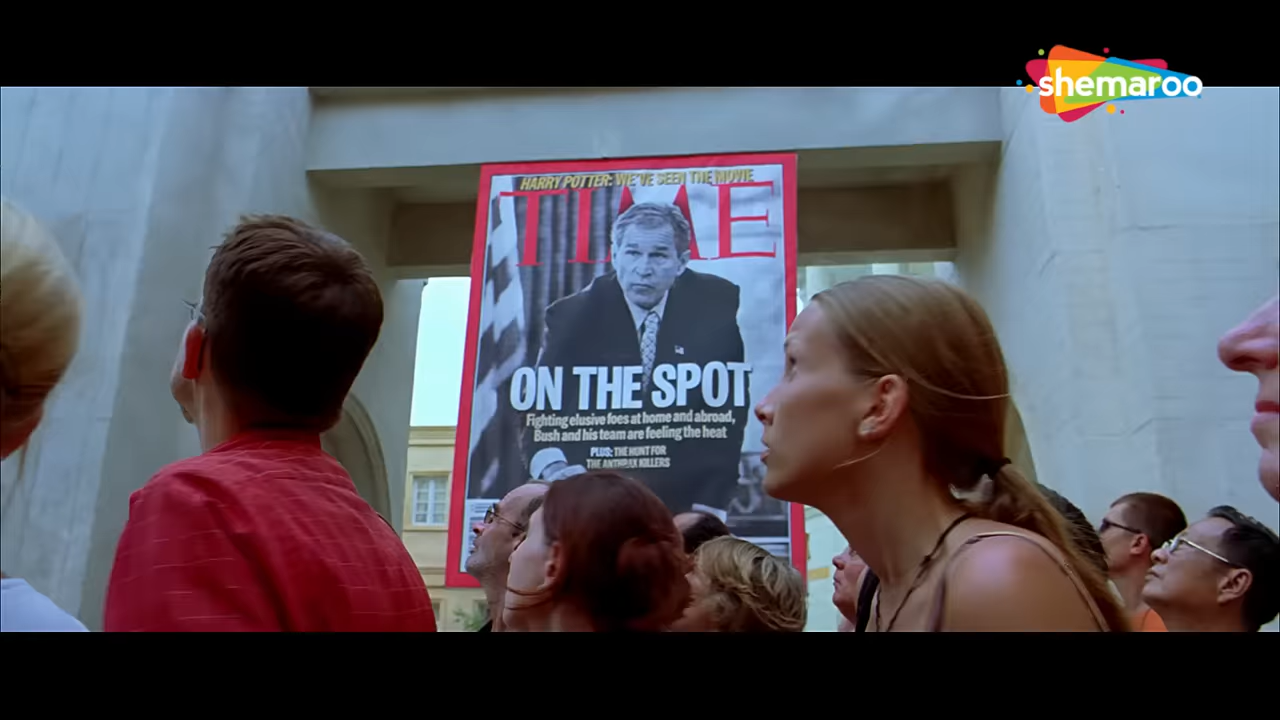 shemaroo
HARRY POTTER: WE'VE SEEN THE MOVIE
TIME
ON THE SPOT
Fighting elusive foes at home and abroad,
Bush and his team are feeling the heat
PLUS: THE HUNT FOR
THE ANTHRAX KILLERS